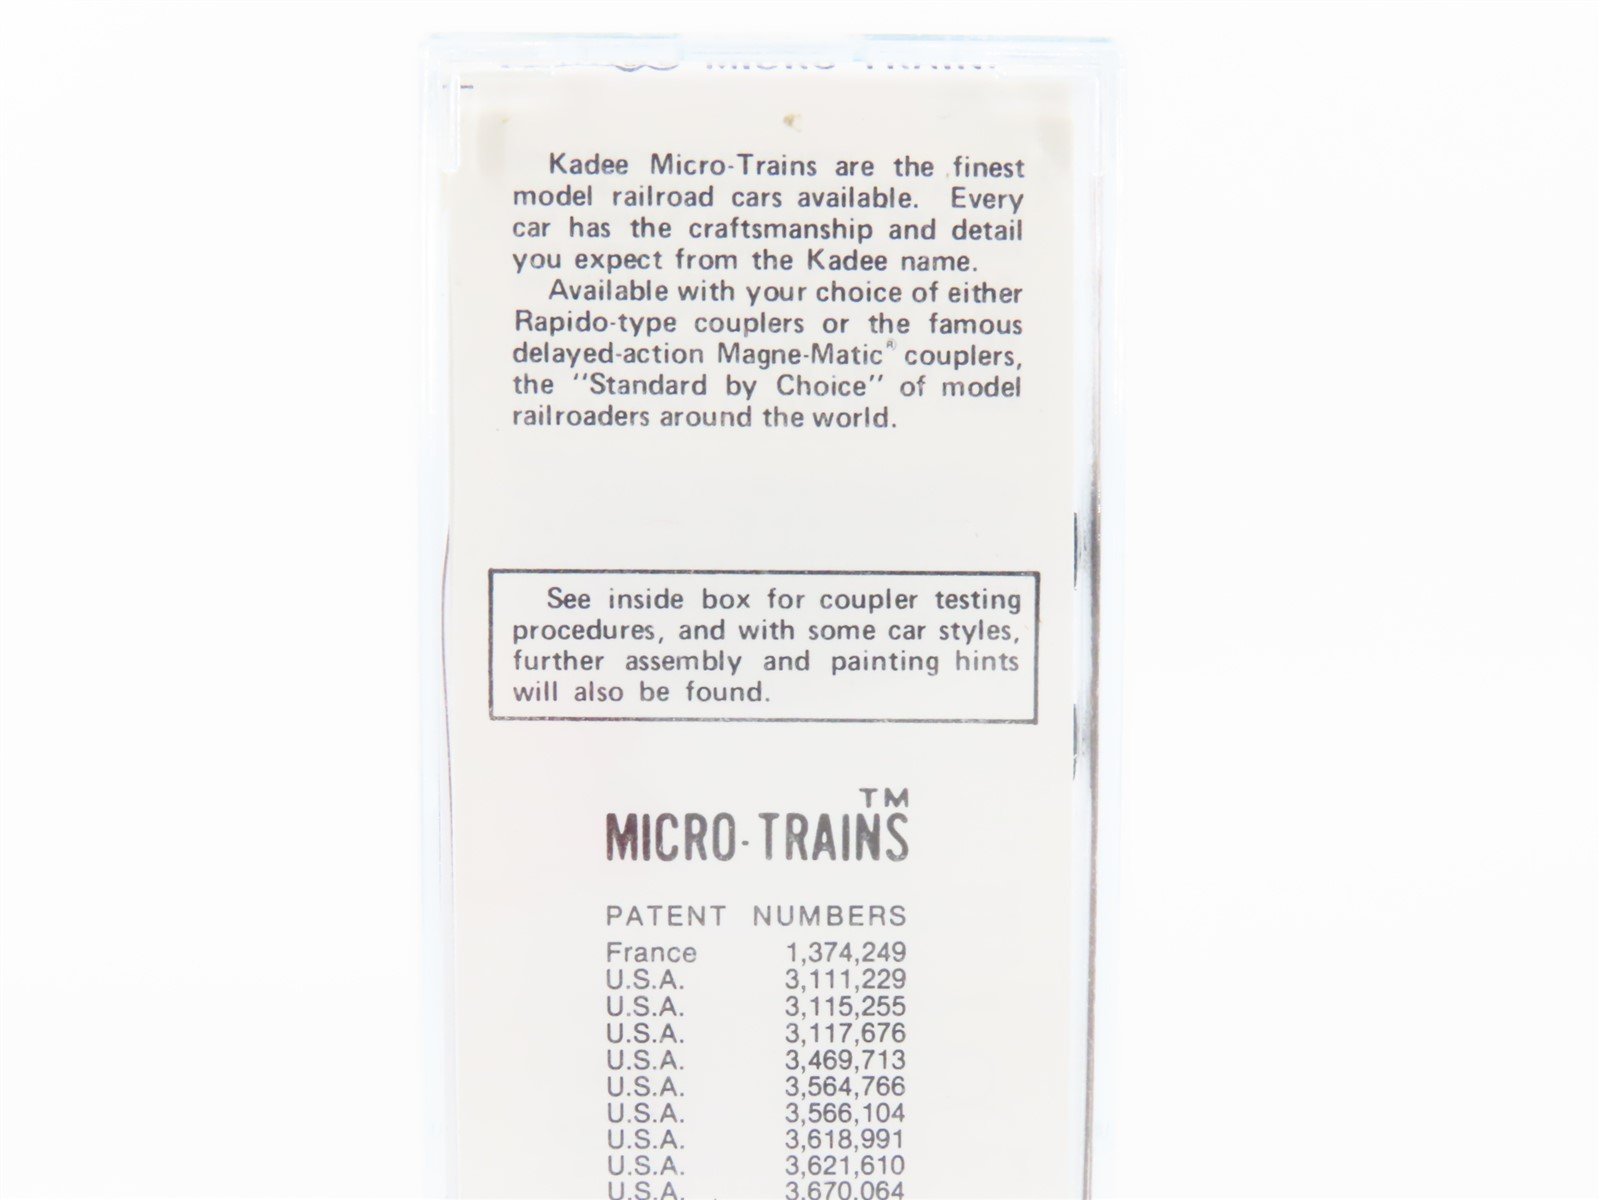 Kadee Micro-Trains are the finest
model railroad cars available. Every
car has the craftsmanship and detail
you expect from the Kadee name.
Available with your choice of either
Rapido-type couplers or the famous
delayed-action Magne-Matic® couplers,
the "Standard by Choice" of model
railroaders around the world.
See inside box for coupler testing
procedures, and with some car styles,
further assembly and painting hints
will also be found.
MICRO-TRAINS™
PATENT NUMBERS
France 1,374,249
U.S.A. 3,111,229
U.S.A. 3,115,255
U.S.A. 3,117,676
U.S.A. 3,469,713
U.S.A. 3,564,766
U.S.A. 3,566,104
U.S.A. 3,618,991
U.S.A. 3,621,610
U.S.A. 3,670,064